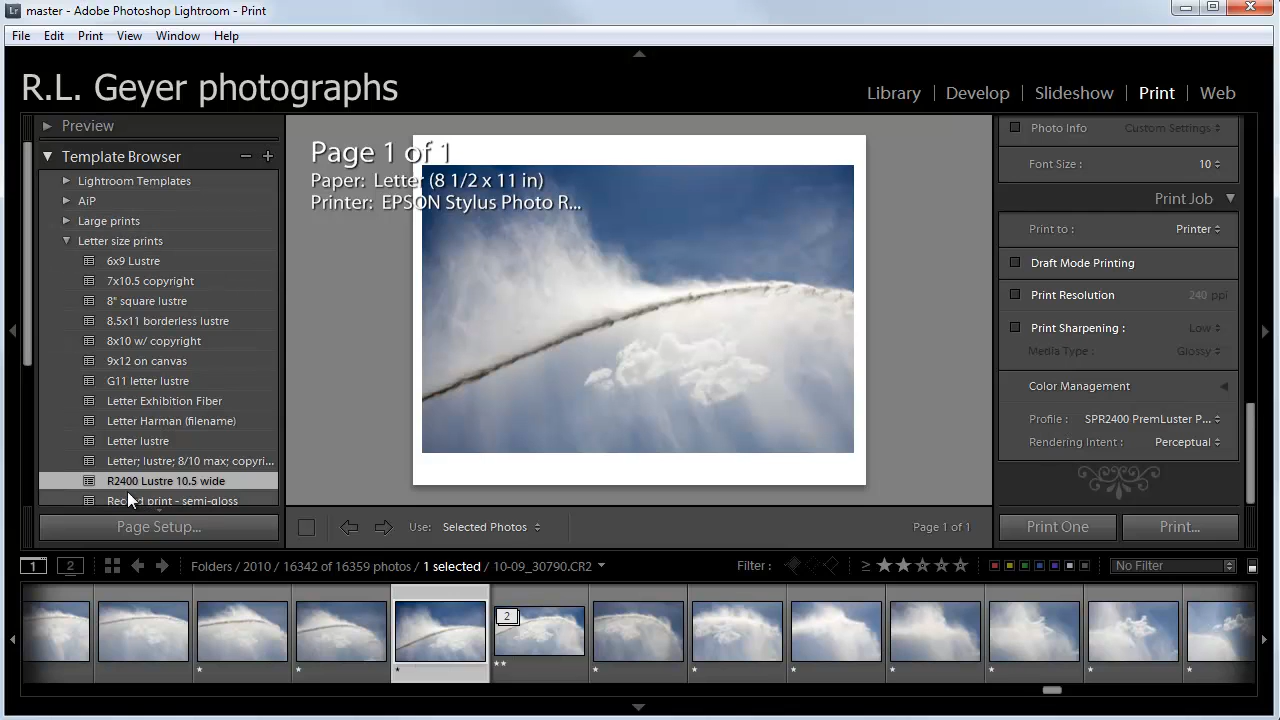 master - Adobe Photoshop Lightroom - Print
File Edit Print View Window Help
R.L. Geyer photographs
Library | Develop | Slideshow | Print | Web
Preview
Template Browser
Lightroom Templates
AiP
Large prints
Letter size prints
6x9 Lustre
7x10.5 copyright
8" square lustre
8.5x11 borderless lustre
8x10 w/ copyright
9x12 on canvas
G11 letter lustre
Letter Exhibition Fiber
Letter Harman (filename)
Letter lustre
Letter; lustre; 8/10 max; copyri...
R2400 Lustre 10.5 wide
print - semi-gloss
Page Setup...
Page 1 of 1
Paper: Letter (8 1/2 x 11 in)
Printer: EPSON Stylus Photo R...
Use: Selected Photos
Page 1 of 1
Photo Info Custom Settings
Font Size : 10
Print Job
Print to : Printer
Draft Mode Printing
Print Resolution 240 ppi
Print Sharpening : Low
Media Type : Glossy
Color Management
Profile : SPR2400 PremLuster P...
Rendering Intent : Perceptual
Print One
Print...
1 2 Folders / 2010 / 16342 of 16359 photos / 1 selected / 10-09_30790.CR2
Filter : ≥ No Filter
2